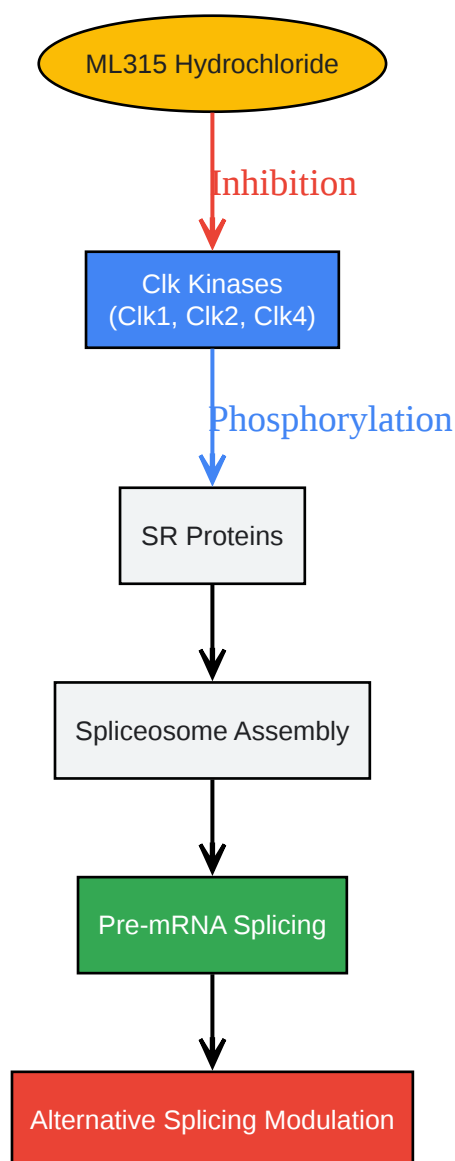 ML315 Hydrochloride
Inhibition
Clk Kinases
(Clk1, Clk2, Clk4)
Phosphorylation
SR Proteins
Spliceosome Assembly
Pre-mRNA Splicing
Alternative Splicing Modulation